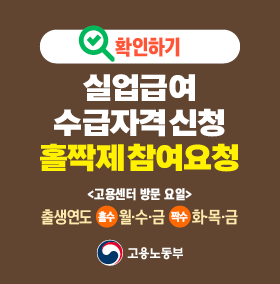 확인하기
실업급여
수급자격 신청
홀짝제 참여요청
<고용센터 방문 요일>
출생연도 홀수 월·수·금 짝수 화·목·금
고용노동부